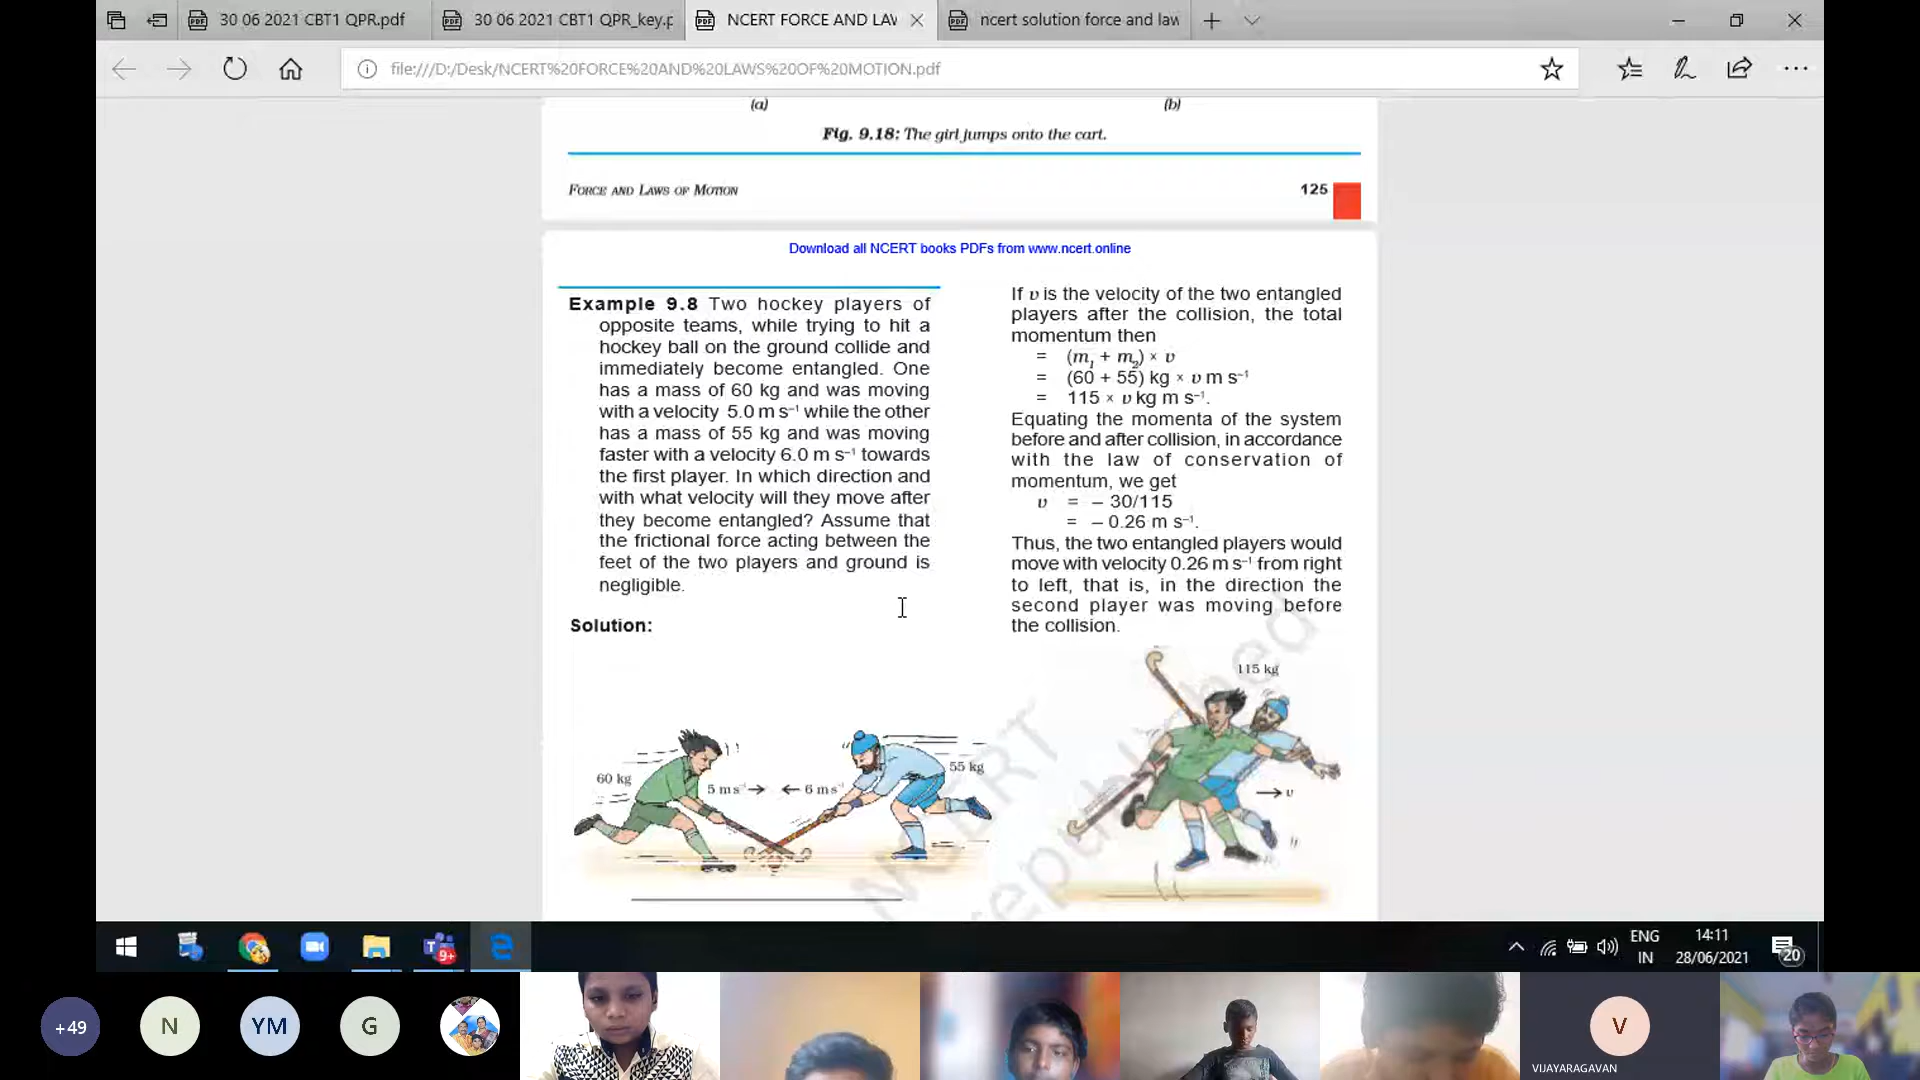 30 06 2021 CBT1 QPR.pdf
30 06 2021 CBT1 QPR_key.p
NCERT FORCE AND LAV
ncert solution force and law
file:///D:/Desk/NCERT%20FORCE%20AND%20LAWS%20OF%20MOTION.pdf
(a) (b)
Fig. 9.18: The girl jumps onto the cart.
FORCE AND LAWS OF MOTION 125
Download all NCERT books PDFs from www.ncert.online
Example 9.8 Two hockey players of
opposite teams, while trying to hit a
hockey ball on the ground collide and
immediately become entangled. One
has a mass of 60 kg and was moving
with a velocity 5.0 m s⁻¹ while the other
has a mass of 55 kg and was moving
faster with a velocity 6.0 m s⁻¹ towards
the first player. In which direction and
with what velocity will they move after
they become entangled? Assume that
the frictional force acting between the
feet of the two players and ground is
negligible.
Solution:
60 kg
5 m s⁻¹
6 m s⁻¹
55 kg
If v is the velocity of the two entangled
players after the collision, the total
momentum then
= (m₁ + m₂) × v
= (60 + 55) kg × v m s⁻¹
= 115 × v kg m s⁻¹.
Equating the momenta of the system
before and after collision, in accordance
with the law of conservation of
momentum, we get
v = – 30/115
= – 0.26 m s⁻¹.
Thus, the two entangled players would
move with velocity 0.26 m s⁻¹ from right
to left, that is, in the direction the
second player was moving before
the collision.
115 kg
v
NCERT
republished
9+
ENG
IN
14:11
28/06/2021
20
+49
N
YM
G
V
VIJAYARAGAVAN